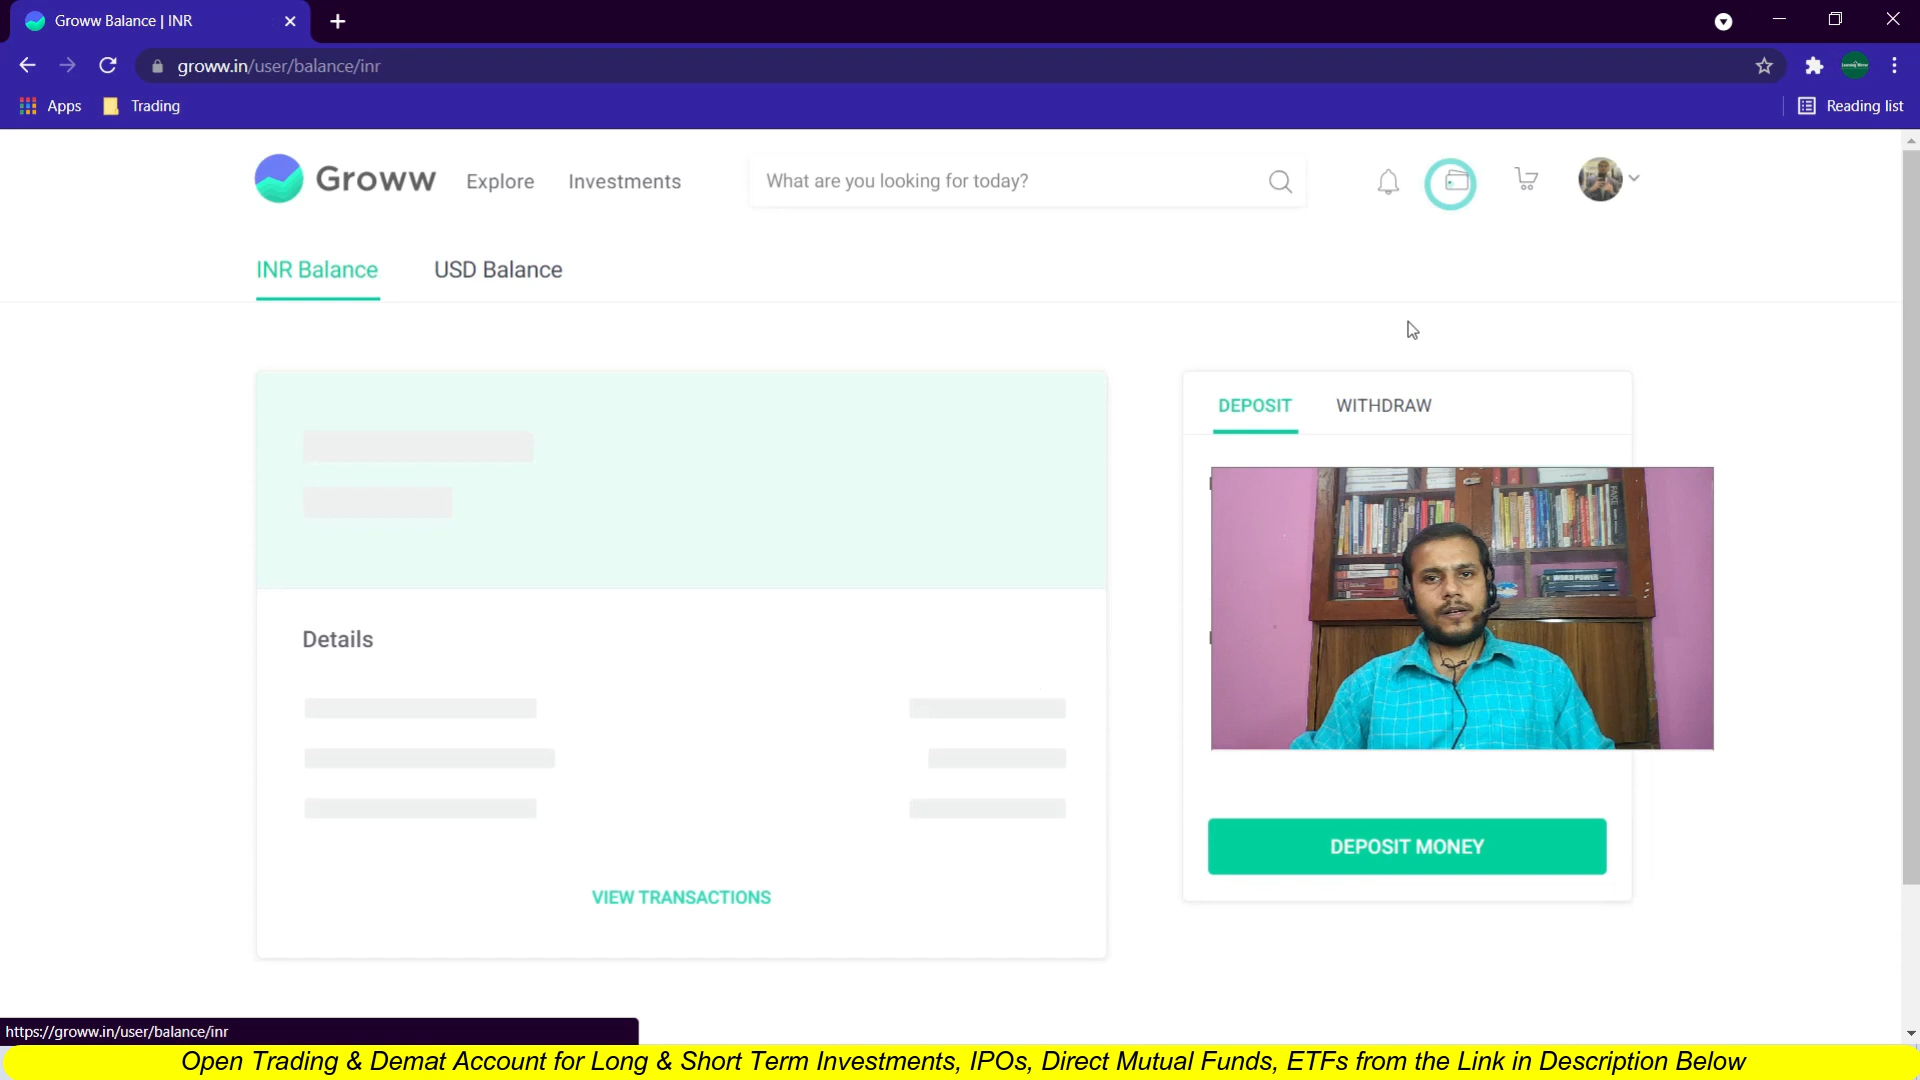 Groww Balance | INR
groww.in/user/balance/inr
Apps
Trading
Reading list
Groww
Explore
Investments
What are you looking for today?
INR Balance
USD Balance
DEPOSIT
WITHDRAW
WORD POWER
FAKE
Details
DEPOSIT MONEY
VIEW TRANSACTIONS
https://groww.in/user/balance/inr
Open Trading & Demat Account for Long & Short Term Investments, IPOs, Direct Mutual Funds, ETFs from the Link in Description Below